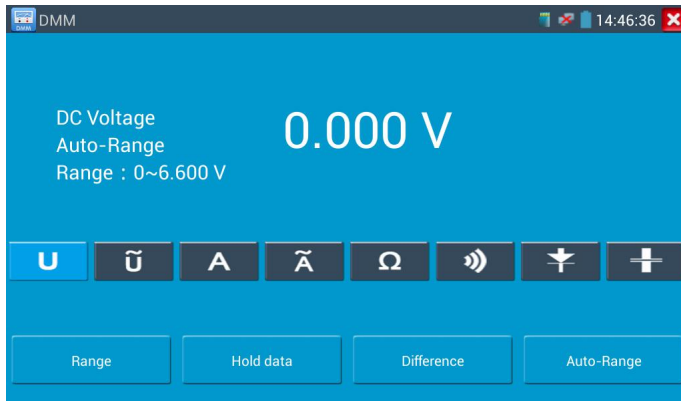 DMM
DMM
14:46:36
DC Voltage
Auto-Range
Range : 0~6.600 V
0.000 V
U Ũ A Ã Ω
Range Hold data Difference Auto-Range